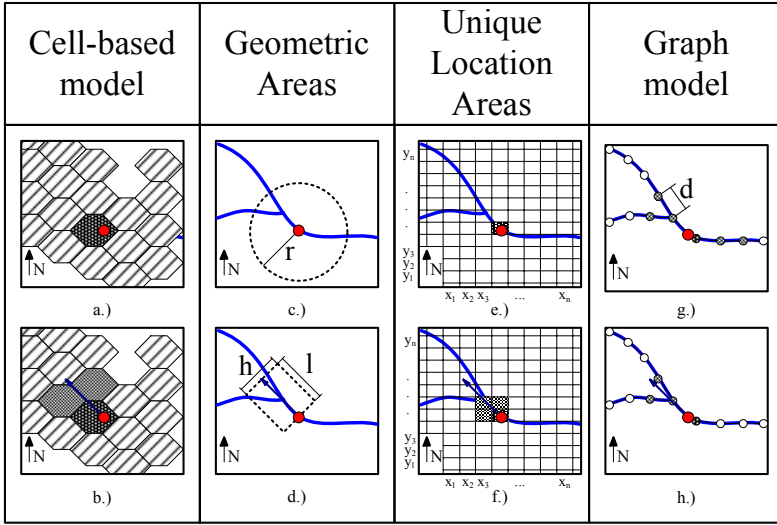 Cell-based
model
Geometric
Areas
Unique
Location
Areas
Graph
model
N
a.)
r
N
c.)
yn
.
.
.
y3
y2
y1
N
x1 x2 x3 ... xn
e.)
d
N
g.)
N
b.)
h
l
N
d.)
yn
.
.
.
y3
y2
y1
N
x1 x2 x3 ... xn
f.)
N
h.)